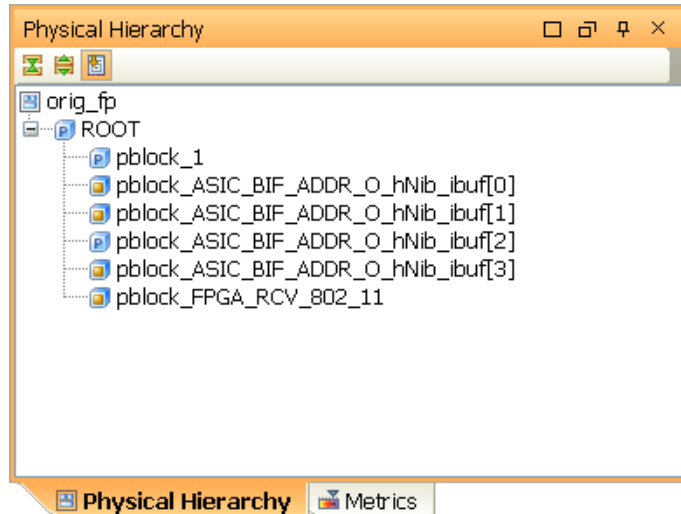 Physical Hierarchy
orig_fp
ROOT
pblock_1
pblock_ASIC_BIF_ADDR_O_hNib_ibuf[0]
pblock_ASIC_BIF_ADDR_O_hNib_ibuf[1]
pblock_ASIC_BIF_ADDR_O_hNib_ibuf[2]
pblock_ASIC_BIF_ADDR_O_hNib_ibuf[3]
pblock_FPGA_RCV_802_11
Physical Hierarchy Metrics